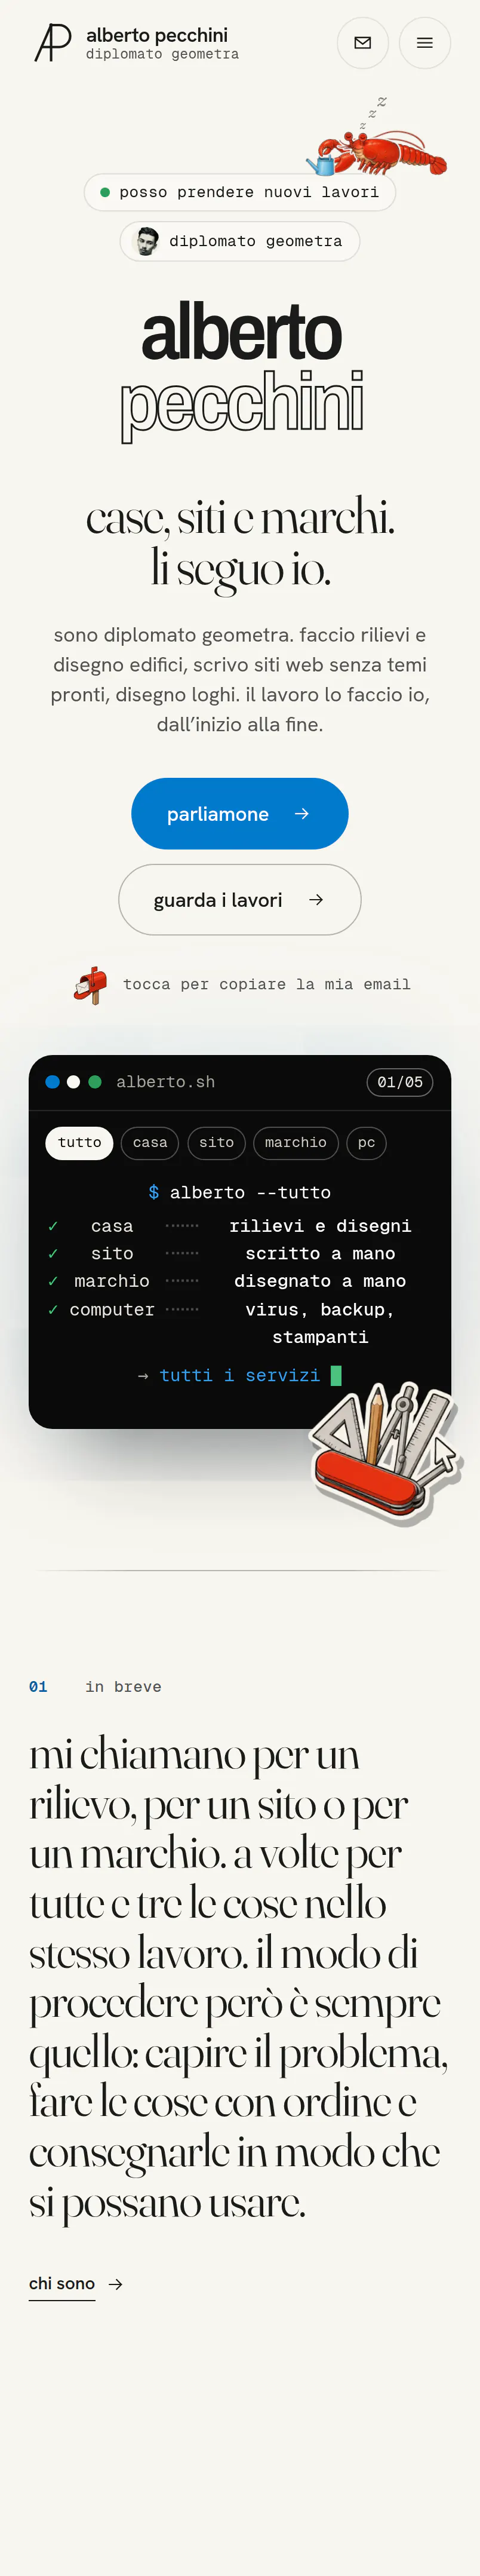 alberto pecchini
diplomato geometra
z
z
z
posso prendere nuovi lavori
diplomato geometra
alberto
pecchini
case, siti e marchi.
li seguo io.
sono diplomato geometra. faccio rilievi e
disegno edifici, scrivo siti web senza temi
pronti, disegno loghi. il lavoro lo faccio io,
dall’inizio alla fine.
parliamone →
guarda i lavori →
tocca per copiare la mia email
alberto.sh 01/05
tutto casa sito marchio pc
$ alberto --tutto
✓ casa ······· rilievi e disegni
✓ sito ······· scritto a mano
✓ marchio ······· disegnato a mano
✓ computer ······· virus, backup,
stampanti
→ tutti i servizi
01 in breve
mi chiamano per un
rilievo, per un sito o per
un marchio. a volte per
tutte e tre le cose nello
stesso lavoro. il modo di
procedere però è sempre
quello: capire il problema,
fare le cose con ordine e
consegnarle in modo che
si possano usare.
chi sono →